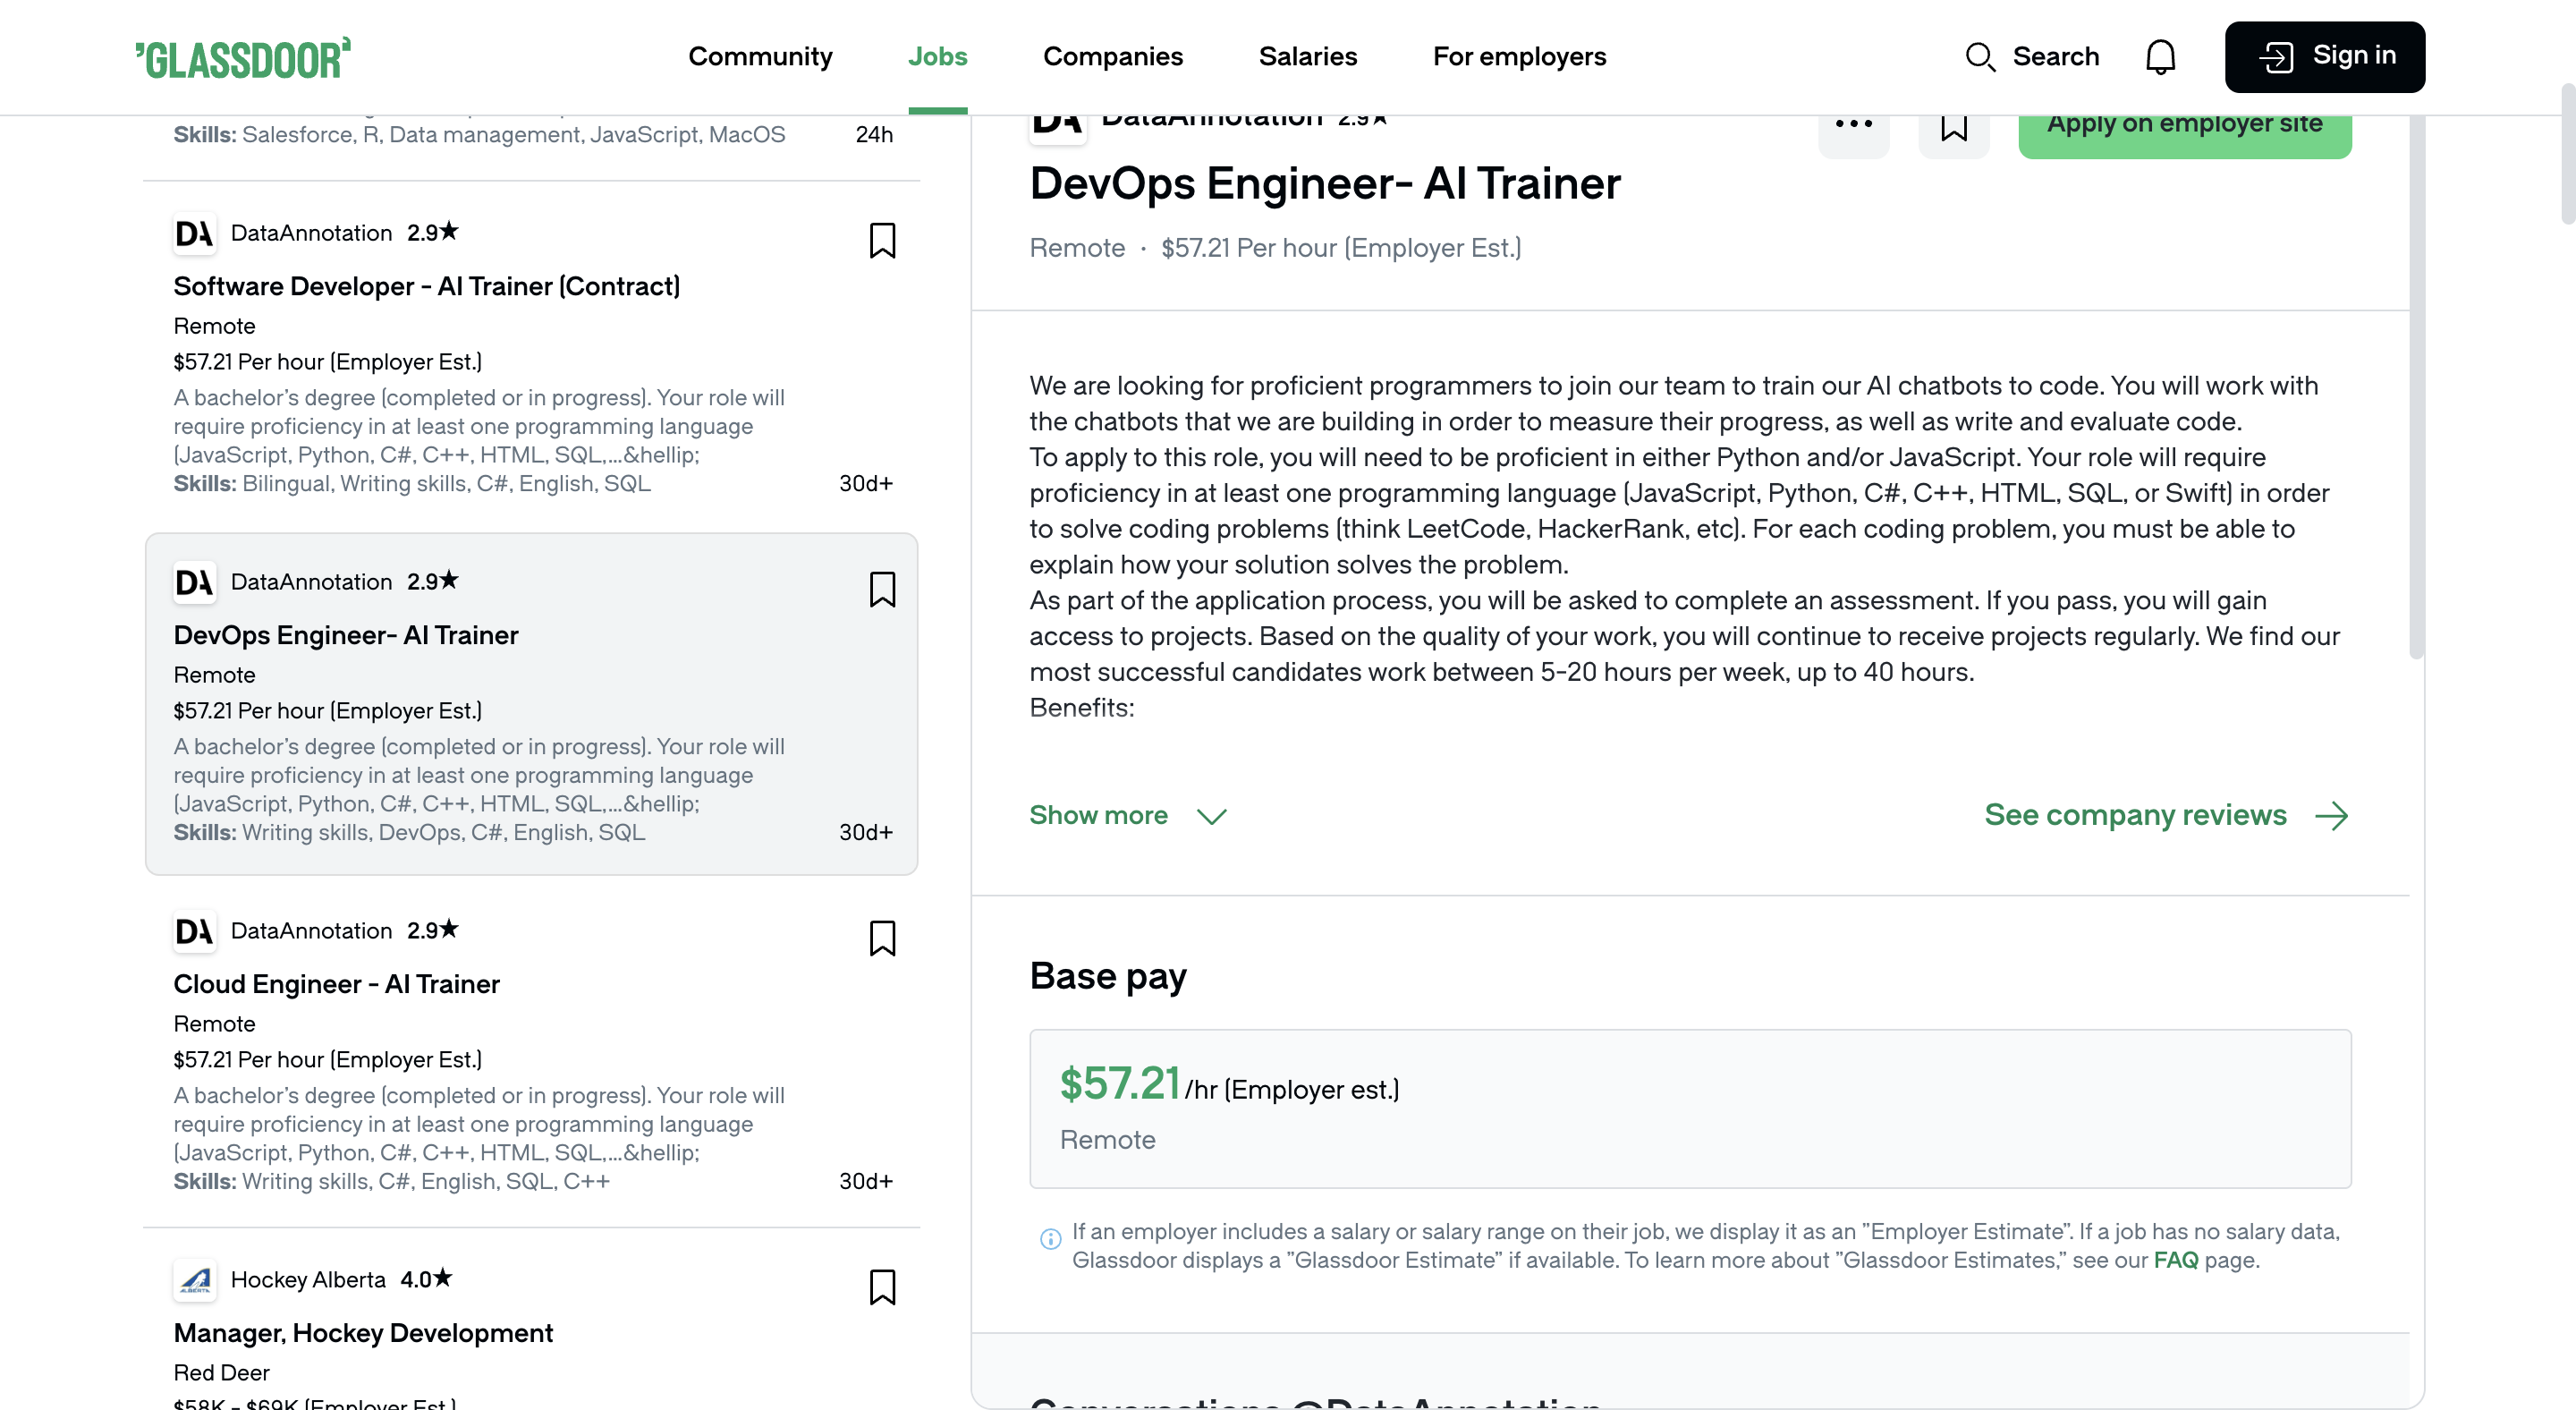 GLASSDOOR
Community
Jobs
Companies
Salaries
For employers
Search
Sign in
Skills: Salesforce, R, Data management, JavaScript, MacOS
24h
DA
DataAnnotation 2.9★
Software Developer - AI Trainer (Contract)
Remote
$57.21 Per hour (Employer Est.)
A bachelor's degree (completed or in progress). Your role will
require proficiency in at least one programming language
(JavaScript, Python, C#, C++, HTML, SQL,…&hellip;
Skills: Bilingual, Writing skills, C#, English, SQL
30d+
DA
DataAnnotation 2.9★
DevOps Engineer- AI Trainer
Remote
$57.21 Per hour (Employer Est.)
A bachelor's degree (completed or in progress). Your role will
require proficiency in at least one programming language
(JavaScript, Python, C#, C++, HTML, SQL,…&hellip;
Skills: Writing skills, DevOps, C#, English, SQL
30d+
DA
DataAnnotation 2.9★
Cloud Engineer - AI Trainer
Remote
$57.21 Per hour (Employer Est.)
A bachelor's degree (completed or in progress). Your role will
require proficiency in at least one programming language
(JavaScript, Python, C#, C++, HTML, SQL,…&hellip;
Skills: Writing skills, C#, English, SQL, C++
30d+
Hockey Alberta 4.0★
Manager, Hockey Development
Red Deer
$58K - $69K (Employer Est.)
DA
DataAnnotation 2.9★
Apply on employer site
DevOps Engineer- AI Trainer
Remote · $57.21 Per hour (Employer Est.)
We are looking for proficient programmers to join our team to train our AI chatbots to code. You will work with
the chatbots that we are building in order to measure their progress, as well as write and evaluate code.
To apply to this role, you will need to be proficient in either Python and/or JavaScript. Your role will require
proficiency in at least one programming language (JavaScript, Python, C#, C++, HTML, SQL, or Swift) in order
to solve coding problems (think LeetCode, HackerRank, etc). For each coding problem, you must be able to
explain how your solution solves the problem.
As part of the application process, you will be asked to complete an assessment. If you pass, you will gain
access to projects. Based on the quality of your work, you will continue to receive projects regularly. We find our
most successful candidates work between 5-20 hours per week, up to 40 hours.
Benefits:
Show more
See company reviews
Base pay
$57.21/hr (Employer est.)
Remote
If an employer includes a salary or salary range on their job, we display it as an "Employer Estimate". If a job has no salary data,
Glassdoor displays a "Glassdoor Estimate" if available. To learn more about "Glassdoor Estimates," see our FAQ page.
Conversations @DataAnnotation